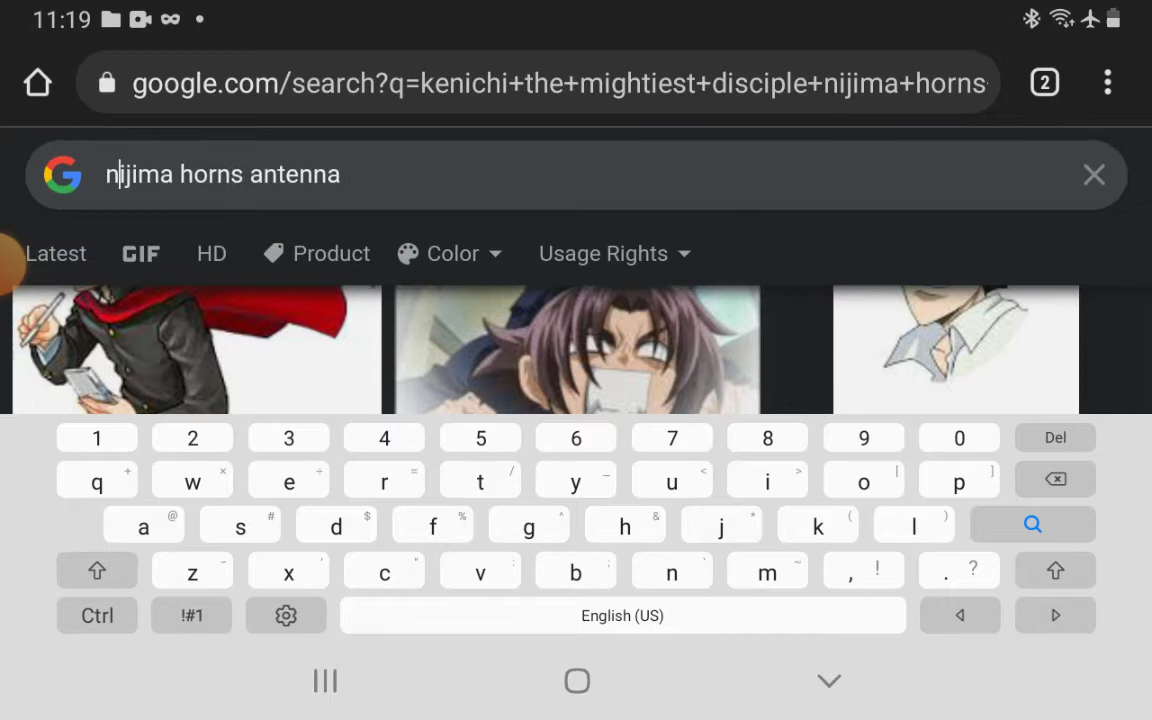 11:19
google.com/search?q=kenichi+the+mightiest+disciple+nijima+horns
2
nijima horns antenna
Latest GIF HD Product Color Usage Rights
1 2 3 4 5 6 7 8 9 0 Del
q + w × e ÷ r = t / y _ u < i > o [ p ]
a @ s # d $ f % g ^ h & j * k ( l )
z - x ' c " v : b ; n ` m ~ , ! . ?
Ctrl !#1 English (US)